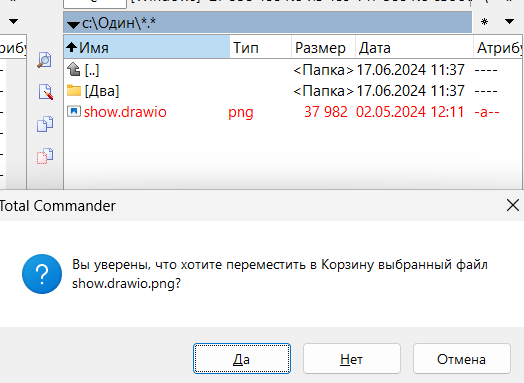 c:\Один\*.*
* ▼
Имя Тип Размер Дата Атрибу
[..] <Папка> 17.06.2024 11:37 ----
[Два] <Папка> 17.06.2024 11:37 ----
show.drawio png 37 982 02.05.2024 12:11 -a--
Total Commander
Вы уверены, что хотите переместить в Корзину выбранный файл
show.drawio.png?
Да Нет Отмена